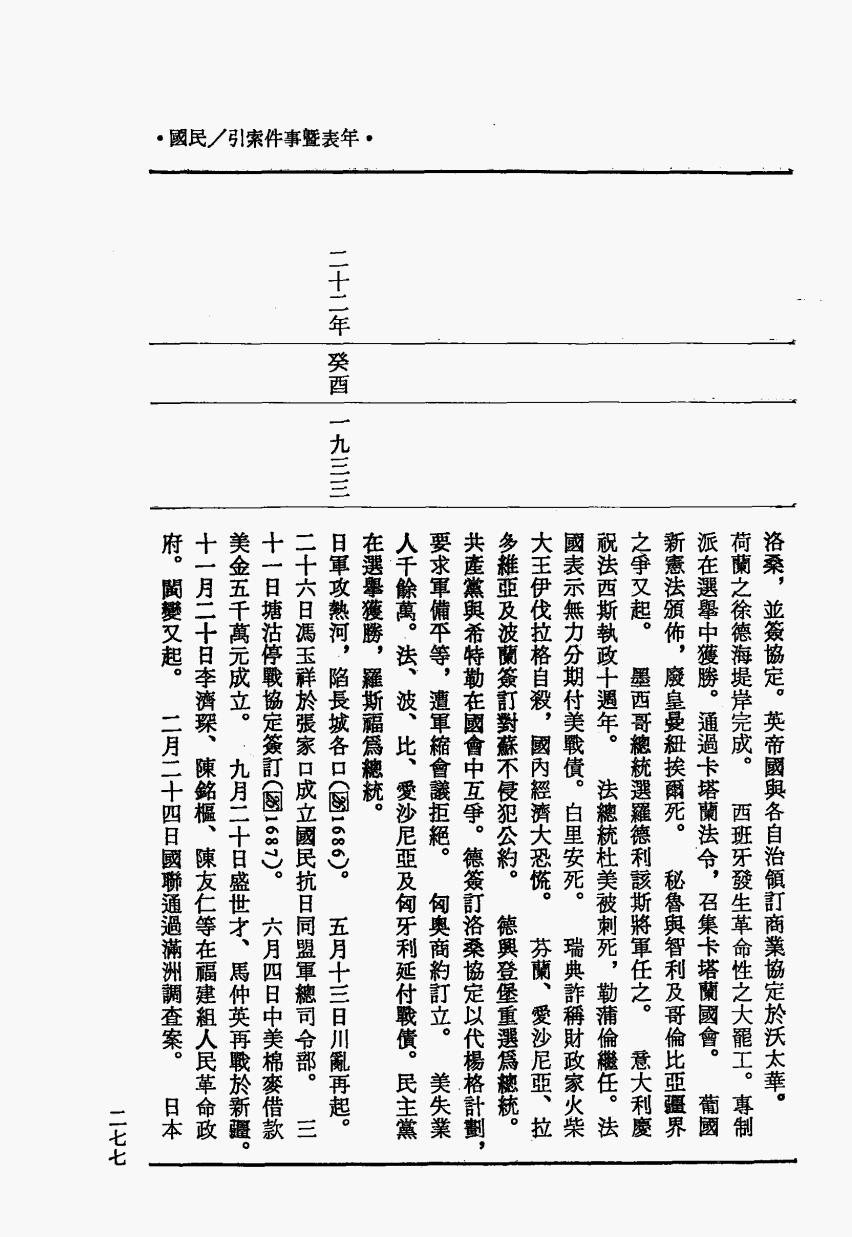 •國民／引索件事暨表年•
洛桑，並簽協定。英帝國與各自治領訂商業協定於沃太華。
荷蘭之徐德海堤岸完成。　西班牙發生革命性之大罷工。專制
派在選舉中獲勝。通過卡塔蘭法令，召集卡塔蘭國會。　葡國
新憲法頒佈，廢皇曼紐挨爾死。　秘魯與智利及哥倫比亞疆界
之爭又起。　墨西哥總統選羅德利該斯將軍任之。　意大利慶
祝法西斯執政十週年。　法總統杜美被刺死，勒蒲倫繼任。法
國表示無力分期付美戰債。白里安死。　瑞典詐稱財政家火柴
大王伊伐拉格自殺，國內經濟大恐慌。　芬蘭、愛沙尼亞、拉
多維亞及波蘭簽訂對蘇不侵犯公約。　德興登堡重選爲總統。
共產黨與希特勒在國會中互爭。德簽訂洛桑協定以代楊格計劃，
要求軍備平等，遭軍縮會議拒絕。　匈奧商約訂立。　美失業
人千餘萬。法、波、比、愛沙尼亞及匈牙利延付戰債。民主黨
在選舉獲勝，羅斯福爲總統。
二十二年　癸酉　一九三三
日軍攻熱河，陷長城各口(1686)。　五月十三日川亂再起。
二十六日馮玉祥於張家口成立國民抗日同盟軍總司令部。　三
十一日塘沽停戰協定簽訂(1687)。　六月四日中美棉麥借款
美金五千萬元成立。　九月二十日盛世才、馬仲英再戰於新疆。
十一月二十日李濟琛、陳銘樞、陳友仁等在福建組人民革命政
府。閩變又起。　二月二十四日國聯通過滿洲調查案。　日本
二七七